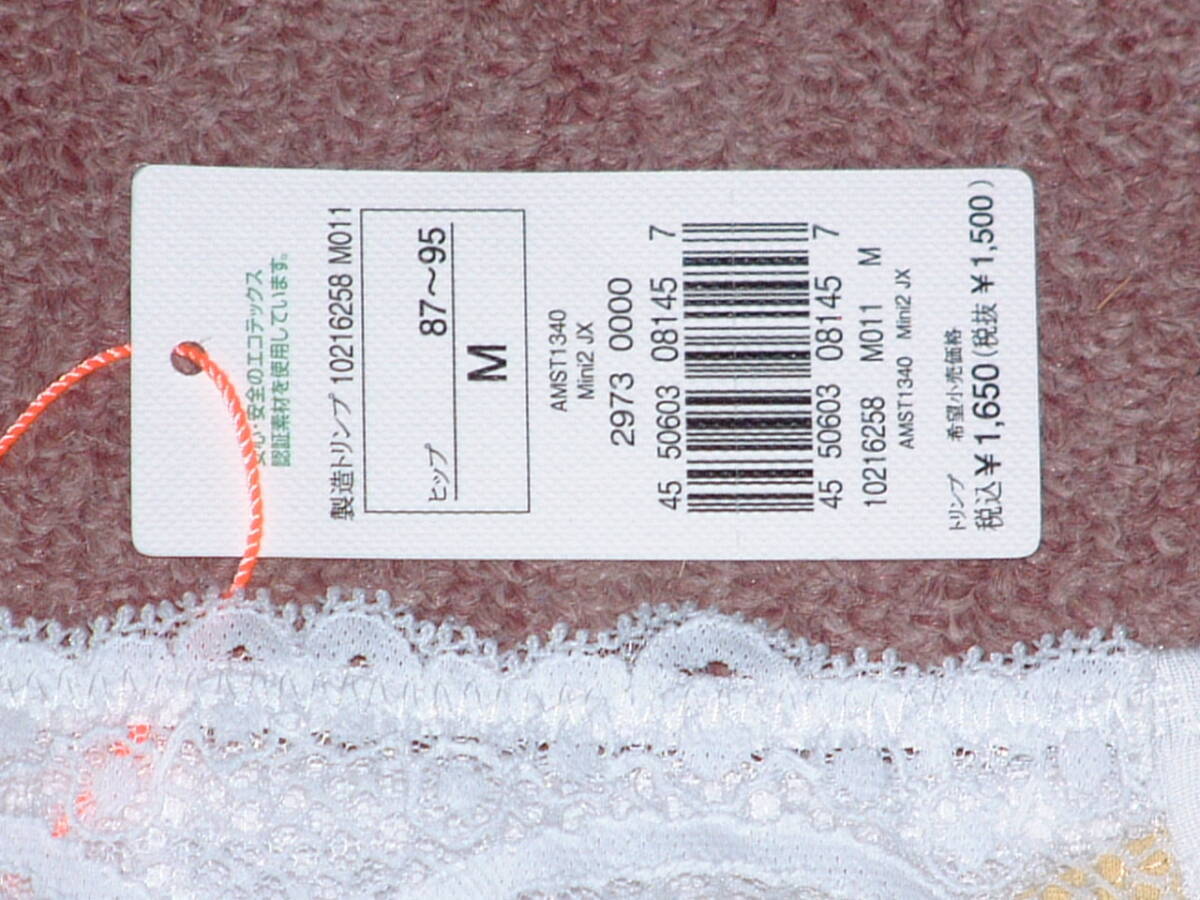 安心・安全のエコテックス
認証素材を使用しています。
製造トリンプ 10216258 M011
ヒップ 87～95
M
AMST1340
Mini2 JX
2973 0000
45 50603 08145 7
45 50603 08145 7
10216258 M011 M
AMST1340 Mini2 JX
トリンプ 希望小売価格
税込￥1,650(税抜￥1,500)